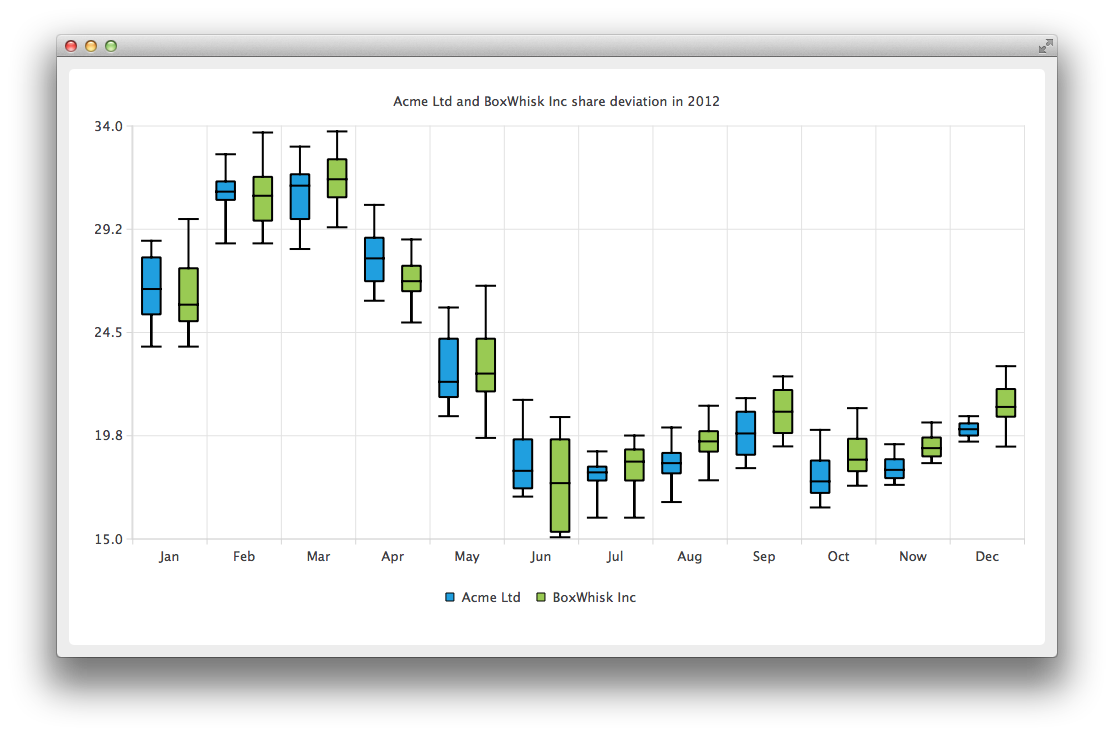 Acme Ltd and BoxWhisk Inc share deviation in 2012
34.0
29.2
24.5
19.8
15.0
Jan Feb Mar Apr May Jun Jul Aug Sep Oct Now Dec
Acme Ltd BoxWhisk Inc